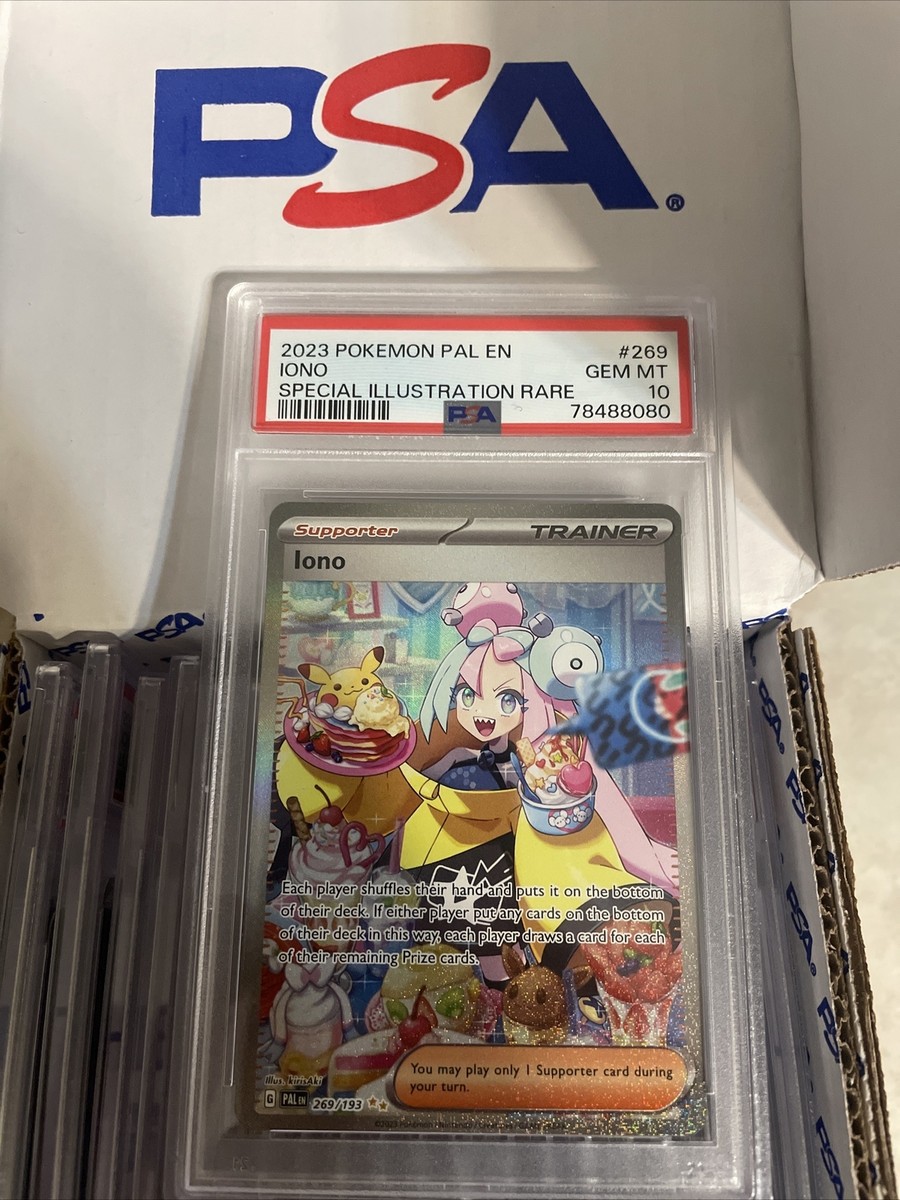 PSA®
2023 POKEMON PAL EN #269
IONO GEM MT
SPECIAL ILLUSTRATION RARE 10
PSA 78488080
Supporter TRAINER
Iono
Each player shuffles their hand and puts it on the bottom
of their deck. If either player put any cards on the bottom
of their deck in this way, each player draws a card for each
of their remaining Prize cards.
You may play only 1 Supporter card during
your turn.
Illus. kirisAki
G PAL EN 269/193
©2023 Pokémon
PSA
PSA
PSA
PSA
PSA